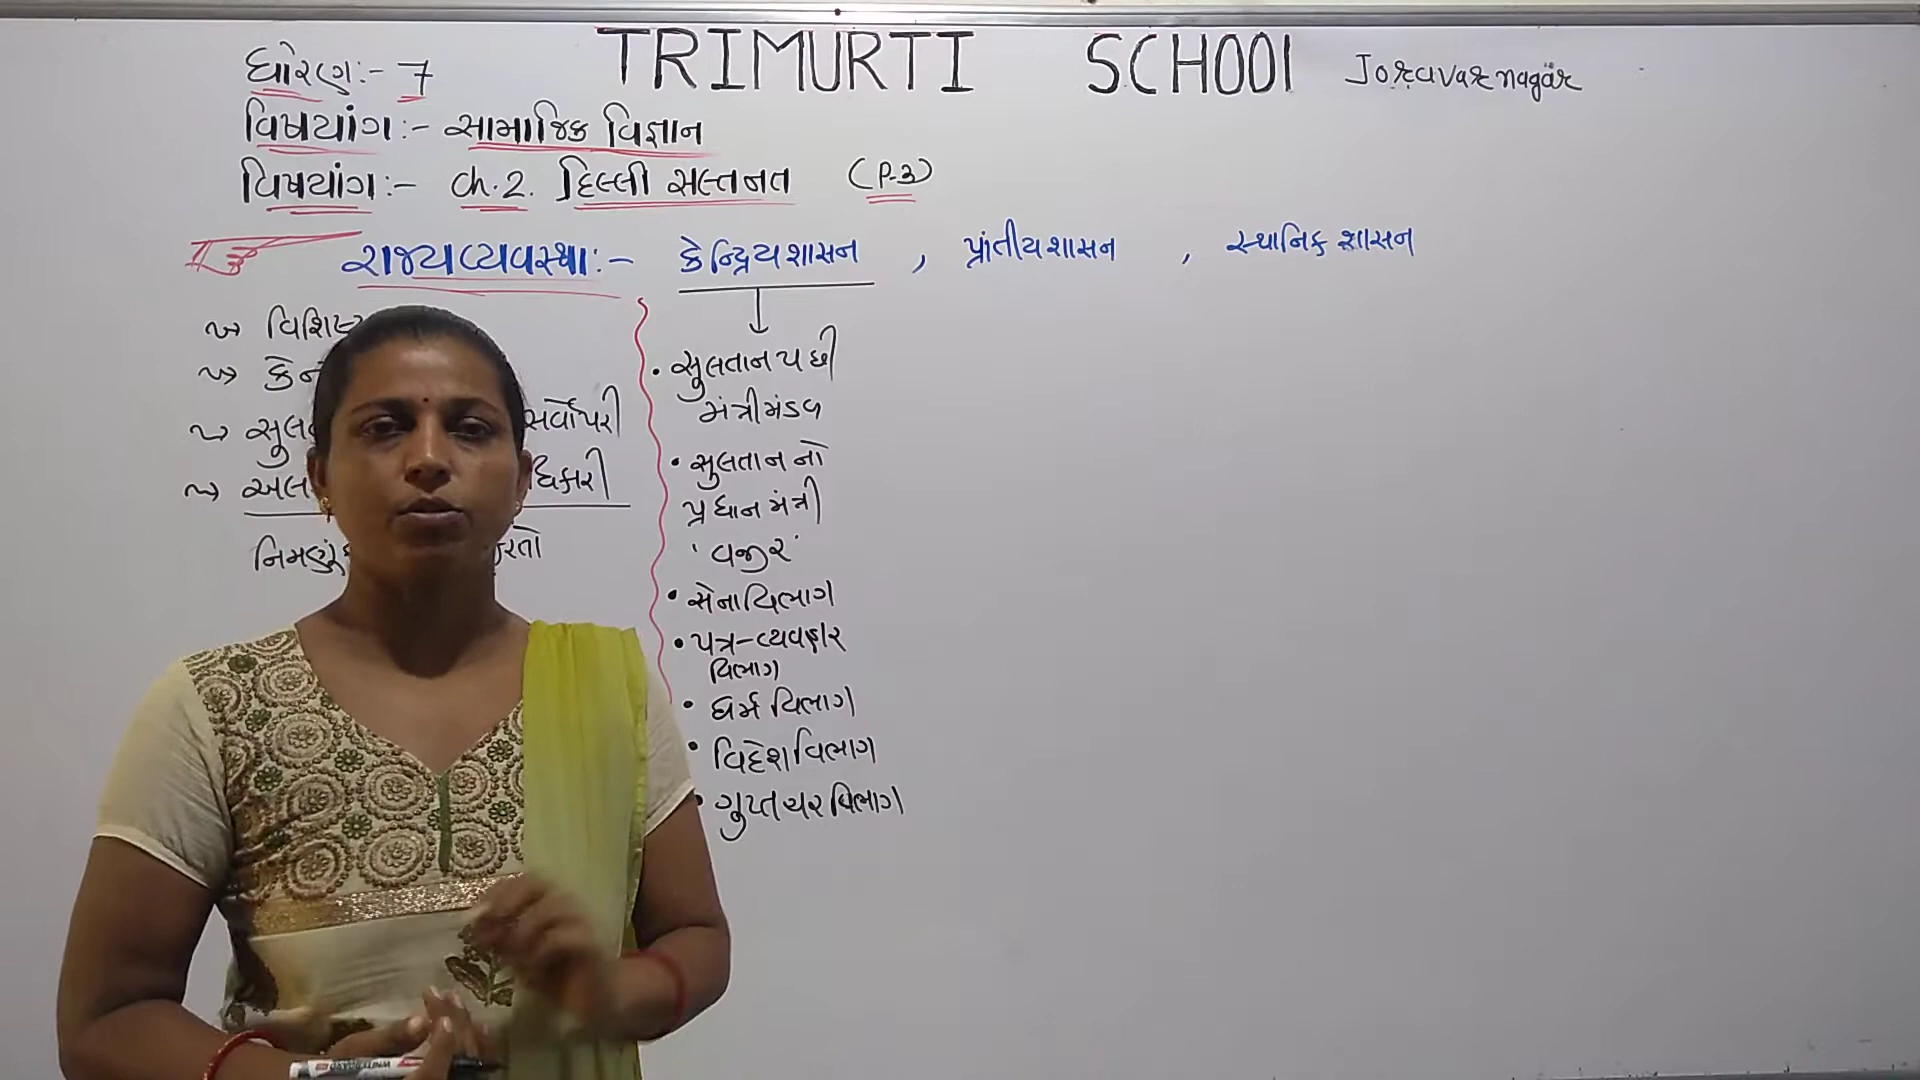 TRIMURTI SCHOOl Joravarnagar
ધોરણ:- 7
વિષયાંગ:- સામાજિક વિજ્ઞાન
વિષયાંગ:- ch.2. દિલ્લી સલ્તનત (P-3)
રાજ્યવ્યવસ્થા:- કેન્દ્રિય શાસન , પ્રાંતીય શાસન , સ્થાનિક શાસન
સર્વોપરી
• સુલતાન પછી
મંત્રીમંડળ
• સુલતાન નો
પ્રધાન મંત્રી
'વજીર'
• સેના વિભાગ
• પત્ર-વ્યવહાર
વિભાગ
• ધર્મ વિભાગ
• વિદેશ વિભાગ
• ગુપ્તચર વિભાગ